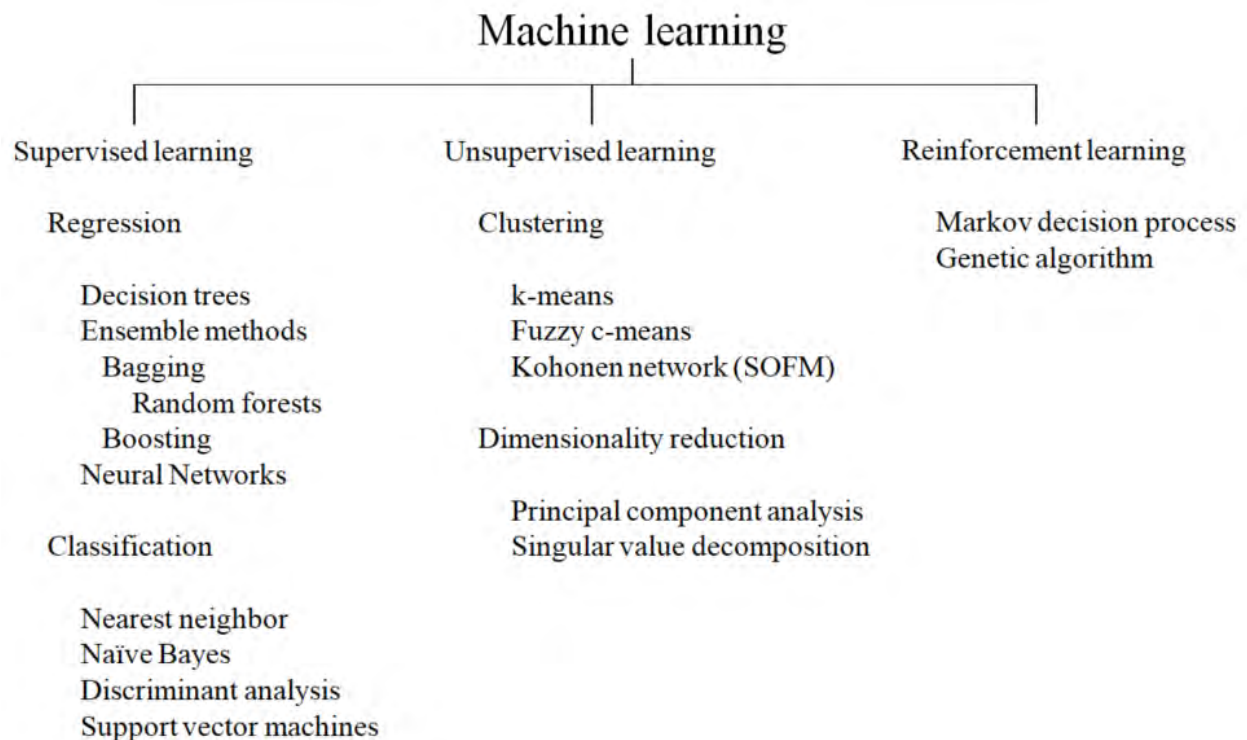 Machine learning
Supervised learning
Regression
Decision trees
Ensemble methods
Bagging
Random forests
Boosting
Neural Networks
Classification
Nearest neighbor
Naïve Bayes
Discriminant analysis
Support vector machines
Unsupervised learning
Clustering
k-means
Fuzzy c-means
Kohonen network (SOFM)
Dimensionality reduction
Principal component analysis
Singular value decomposition
Reinforcement learning
Markov decision process
Genetic algorithm